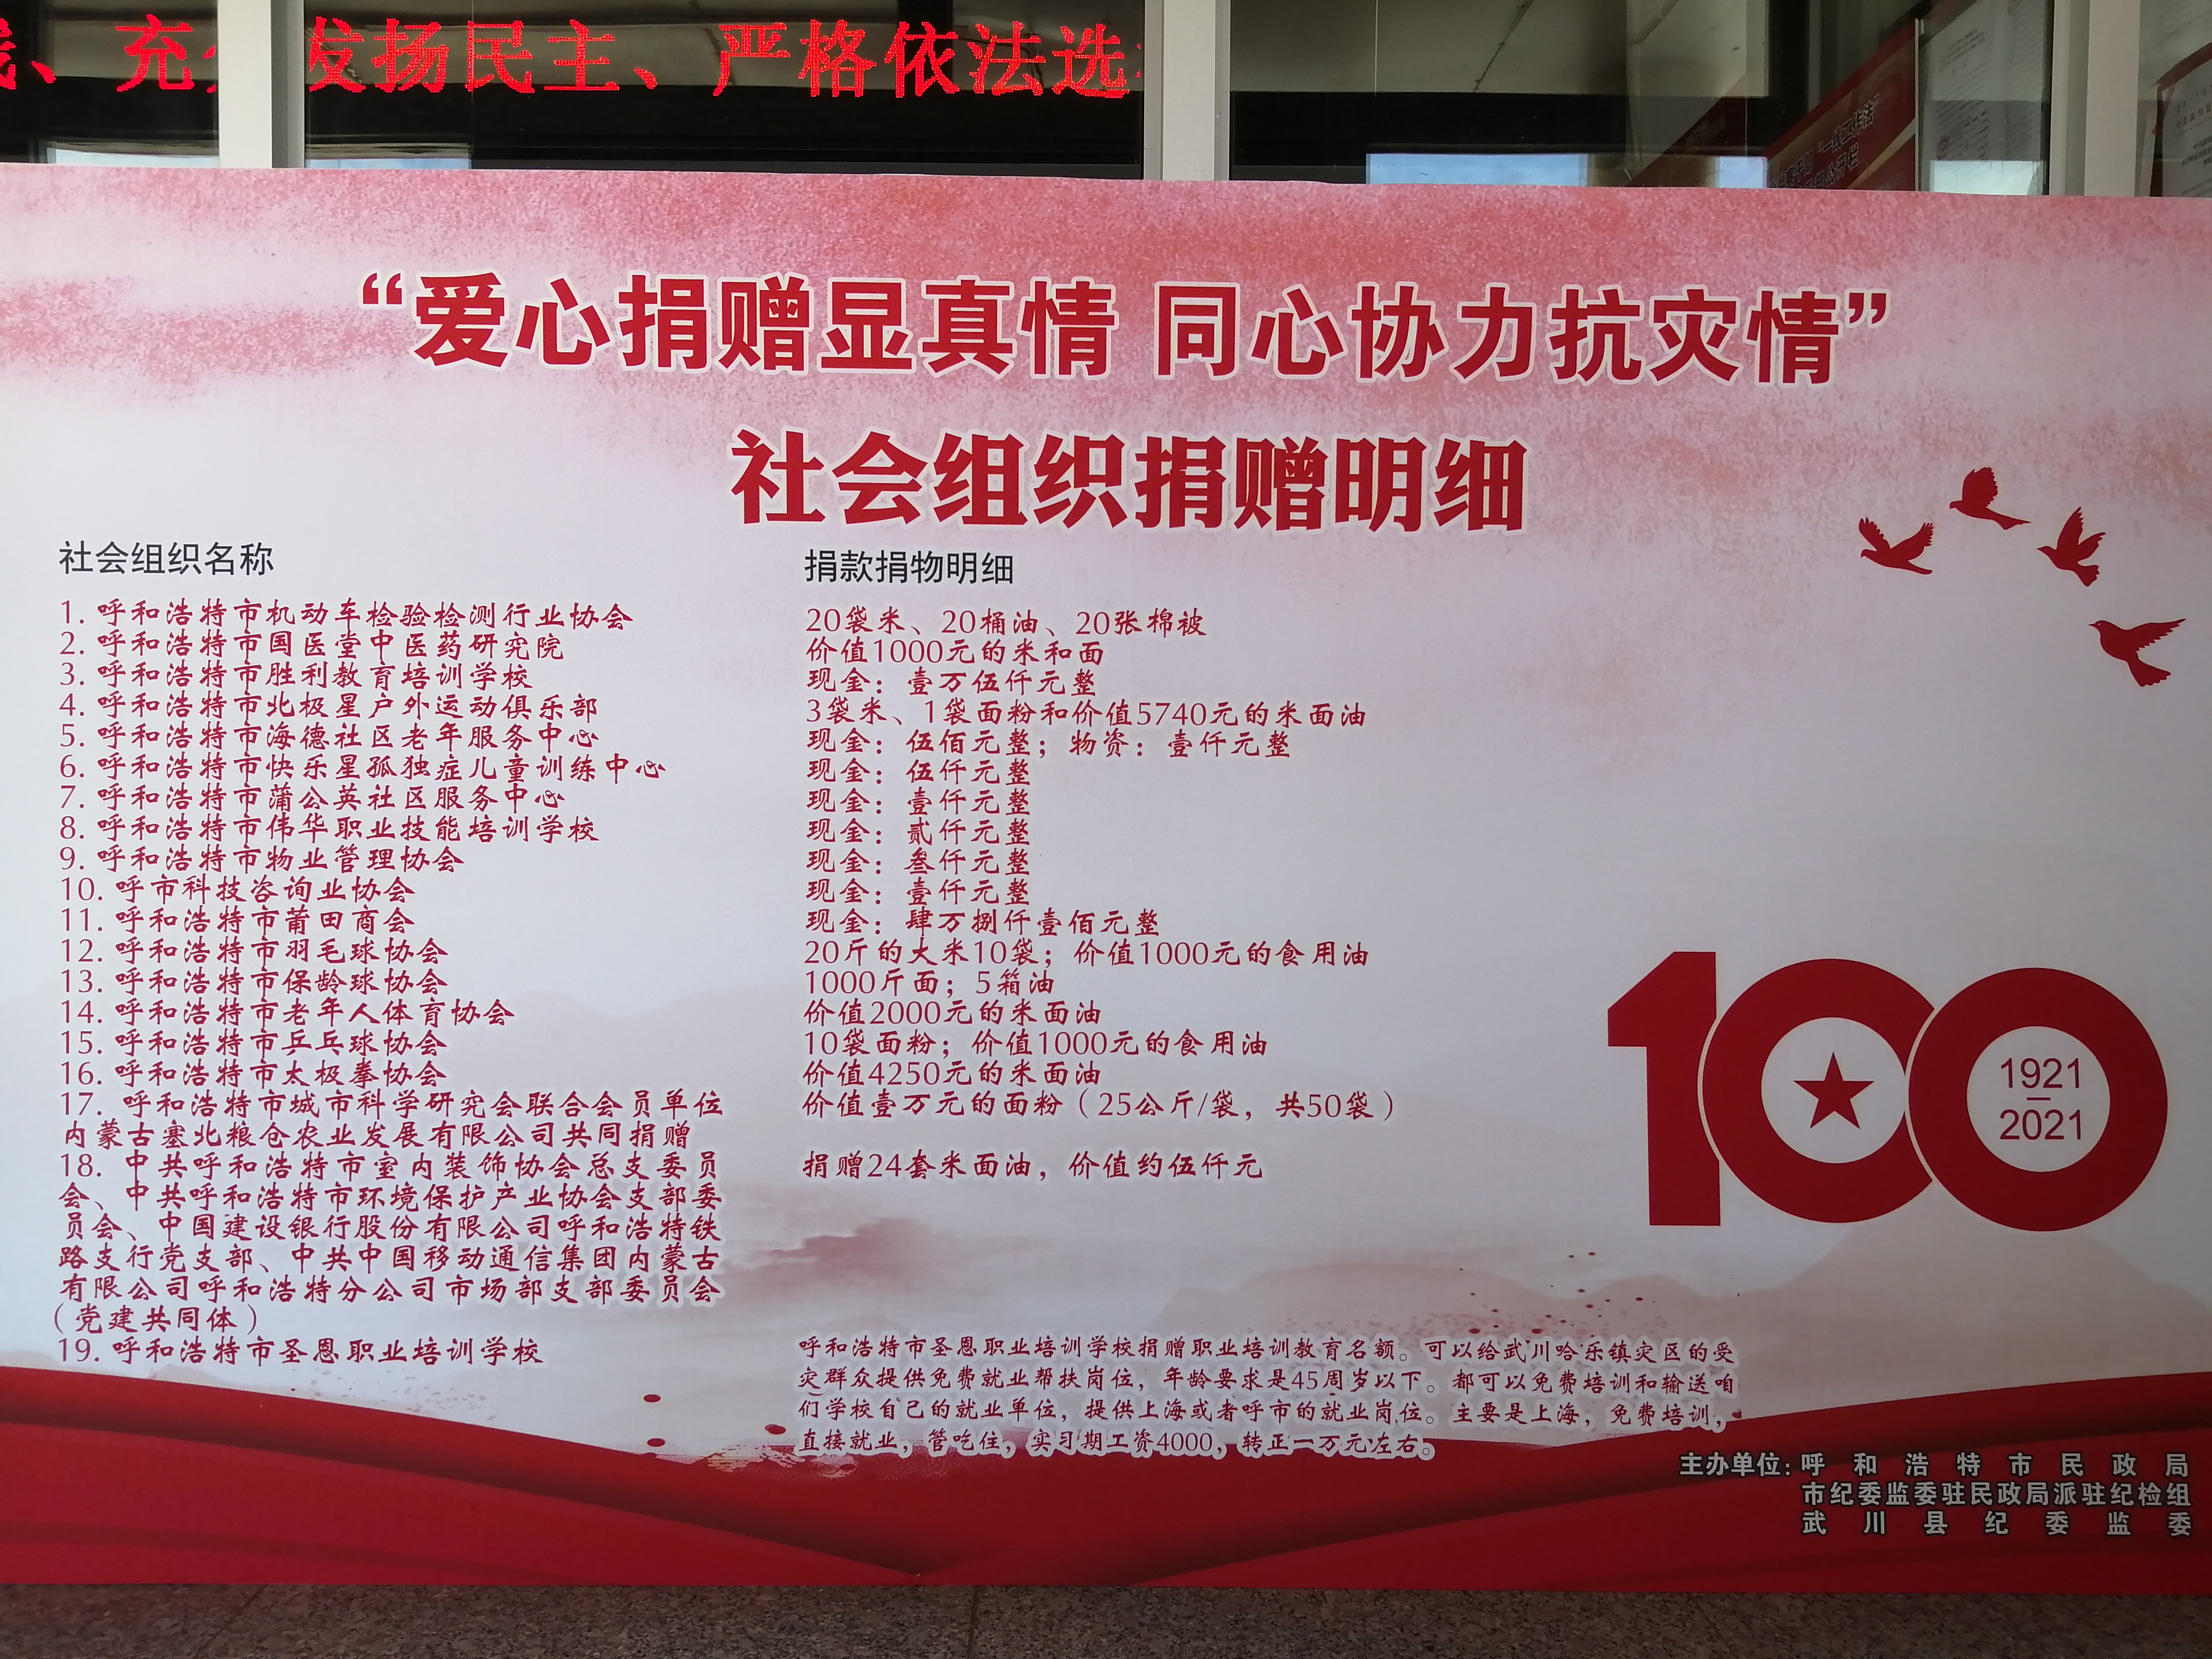 、充分发扬民主、严格依法选
“爱心捐赠显真情 同心协力抗灾情”
社会组织捐赠明细
社会组织名称
捐款捐物明细
1. 呼和浩特市机动车检验检测行业协会
20袋米、20桶油、20张棉被
2. 呼和浩特市国医堂中医药研究院
价值1000元的米和面
3. 呼和浩特市胜利教育培训学校
现金：壹万伍仟元整
4. 呼和浩特市北极星户外运动俱乐部
3袋米、1袋面粉和价值5740元的米面油
5. 呼和浩特市海德社区老年服务中心
现金：伍佰元整；物资：壹仟元整
6. 呼和浩特市快乐星孤独症儿童训练中心
现金：伍仟元整
7. 呼和浩特市蒲公英社区服务中心
现金：壹仟元整
8. 呼和浩特市伟华职业技能培训学校
现金：贰仟元整
9. 呼和浩特市物业管理协会
现金：叁仟元整
10. 呼市科技咨询业协会
现金：壹仟元整
11. 呼和浩特市莆田商会
现金：肆万捌仟壹佰元整
12. 呼和浩特市羽毛球协会
20斤的大米10袋；价值1000元的食用油
13. 呼和浩特市保龄球协会
1000斤面；5箱油
14. 呼和浩特市老年人体育协会
价值2000元的米面油
15. 呼和浩特市乒乓球协会
10袋面粉；价值1000元的食用油
16. 呼和浩特市太极拳协会
价值4250元的米面油
17. 呼和浩特市城市科学研究会联合会员单位
内蒙古塞北粮仓农业发展有限公司共同捐赠
价值壹万元的面粉（25公斤/袋，共50袋）
18. 中共呼和浩特市室内装饰协会总支委员
会、中共呼和浩特市环境保护产业协会支部委
员会、中国建设银行股份有限公司呼和浩特铁
路支行党支部、中共中国移动通信集团内蒙古
有限公司呼和浩特分公司市场部支部委员会
（党建共同体）
捐赠24套米面油，价值约伍仟元
19. 呼和浩特市圣恩职业培训学校
呼和浩特市圣恩职业培训学校捐赠职业培训教育名额。可以给武川哈乐镇灾区的受
灾群众提供免费就业帮扶岗位，年龄要求是45周岁以下。都可以免费培训和输送咱
们学校自己的就业单位，提供上海或者呼市的就业岗位。主要是上海，免费培训，
直接就业，管吃住，实习期工资4000，转正一万元左右。
100
1921
2021
主办单位：呼和浩特市民政局
市纪委监委驻民政局派驻纪检组
武川县纪委监委